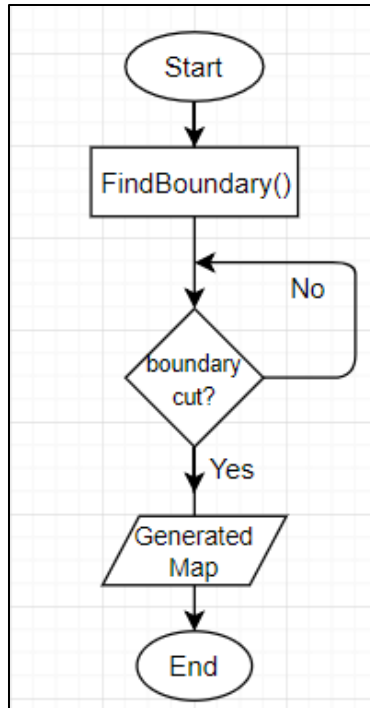 Start
FindBoundary()
No
boundary
cut?
Yes
Generated
Map
End